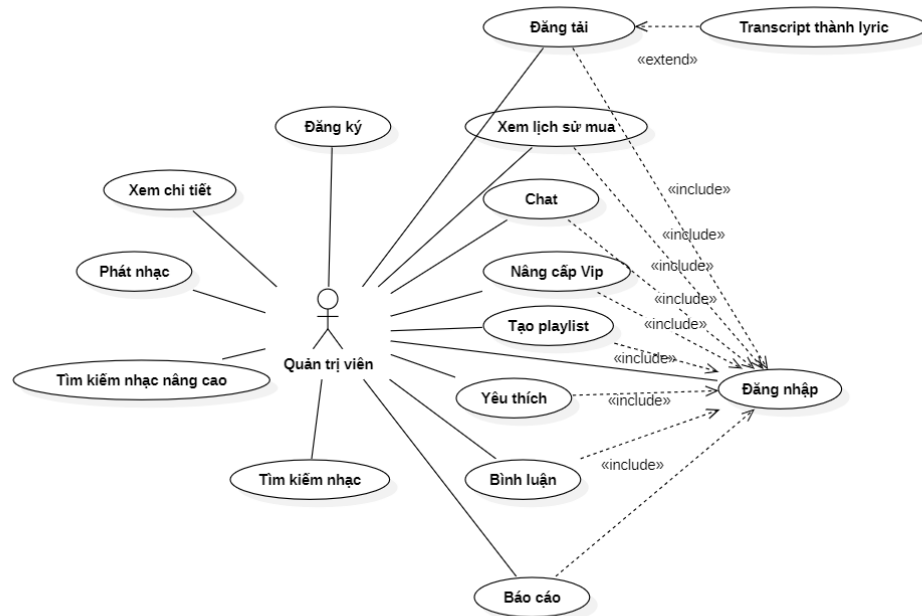 Đăng tải
Transcript thành lyric
«extend»
Đăng ký
Xem lịch sử mua
Xem chi tiết
Chat
«include»
«include»
Phát nhạc
Nâng cấp Vip
«include»
«include»
Tạo playlist
«include»
Quản trị viên
«include»
Tìm kiếm nhạc nâng cao
Đăng nhập
Yêu thích
«include»
Tìm kiếm nhạc
Bình luận
«include»
Báo cáo